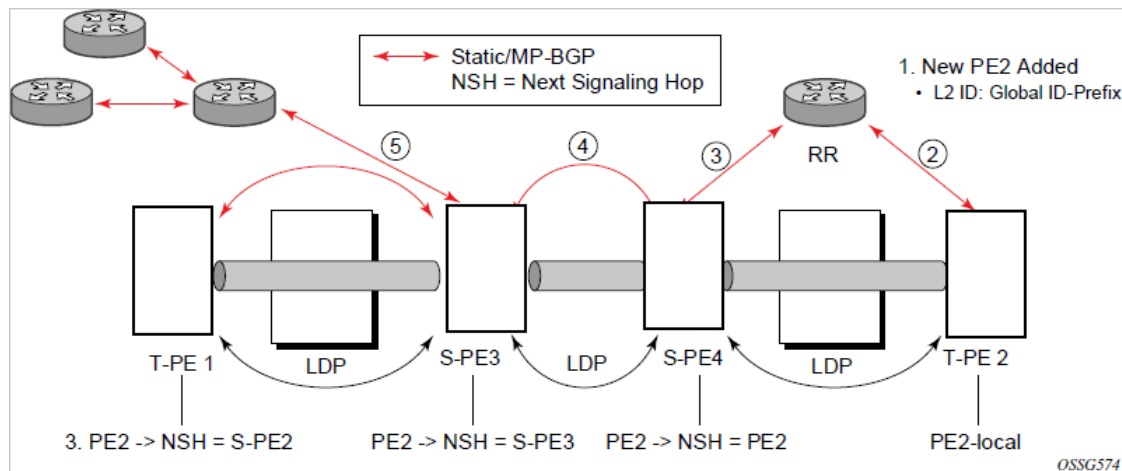 Static/MP-BGP
NSH = Next Signaling Hop
1. New PE2 Added
• L2 ID: Global ID-Prefix
RR
5
4
3
2
T-PE 1
LDP
S-PE3
LDP
S-PE4
LDP
T-PE 2
3. PE2 -> NSH = S-PE2
PE2 -> NSH = S-PE3
PE2 -> NSH = PE2
PE2-local
OSSG574